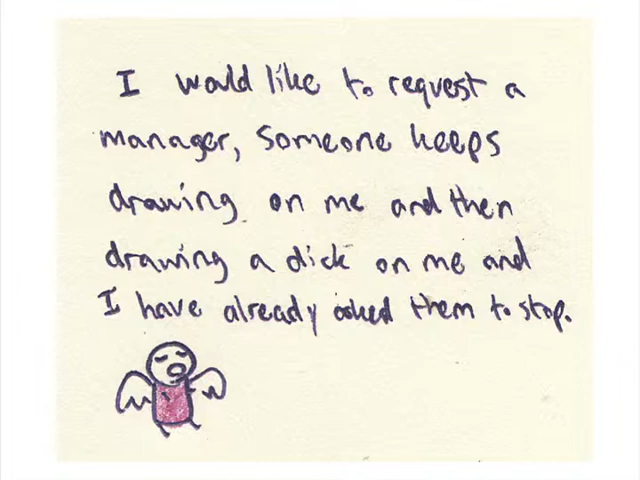 I would like to request a
manager, someone keeps
drawing on me and then
drawing a dick on me and
I have already asked them to stop.